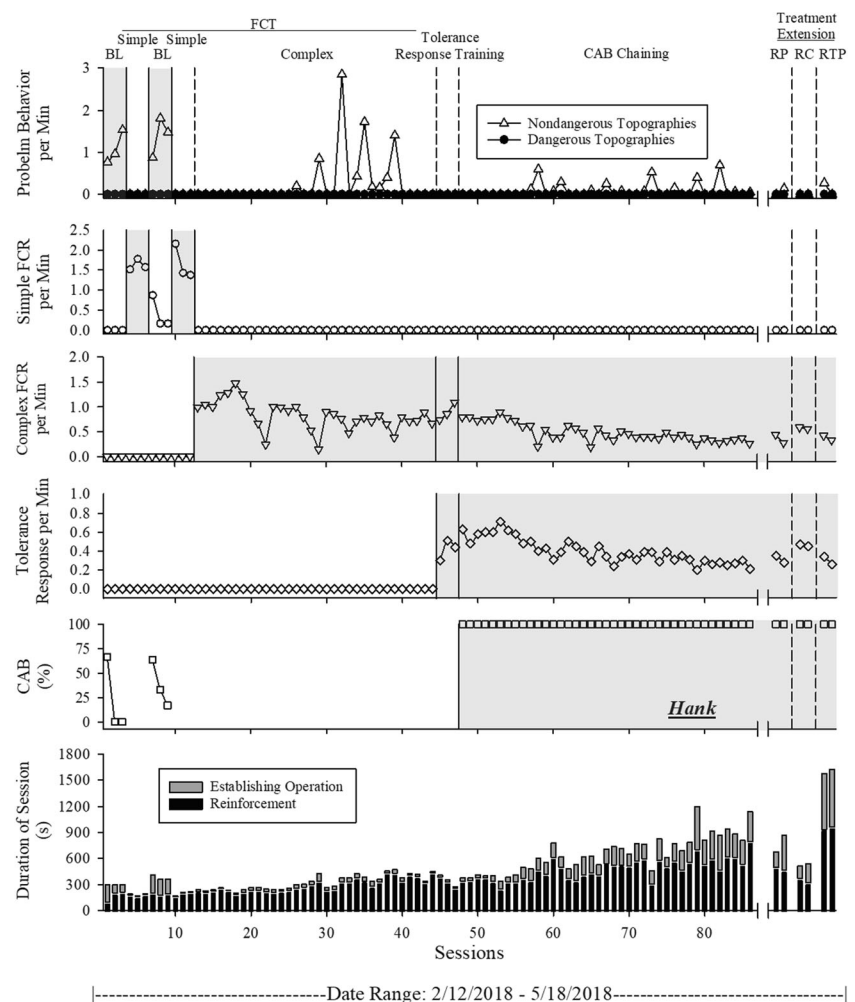 FCT
Treatment
Extension
Simple Simple
Tolerance
BL BL Complex Response Training CAB Chaining RP RC RTP
Probelm Behavior
per Min
3
2
1
0
Nondangerous Topographies
Dangerous Topographies
Simple FCR
per Min
2.5
2.0
1.5
1.0
0.5
0.0
Complex FCR
per Min
2.0
1.5
1.0
0.5
0.0
Tolerance
Response per Min
1.0
0.8
0.6
0.4
0.2
0.0
CAB
(%)
100
75
50
25
0
Hank
Duration of Session
(s)
1800
1500
1200
900
600
300
0
Establishing Operation
Reinforcement
10 20 30 40 50 60 70 80
Sessions
|-----------------------------Date Range: 2/12/2018 - 5/18/2018-----------------------------|